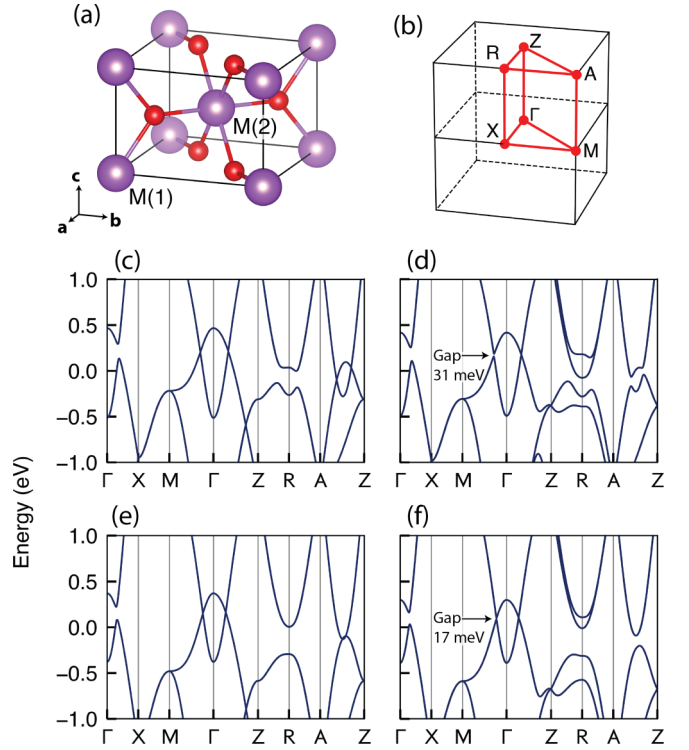 (a)
M(2)
M(1)
c
a
b
(b)
Z
R
A
Γ
X
M
(c)
(d)
1.0
0.5
0.0
−0.5
−1.0
Gap
31 meV
Γ X M Γ Z R A Z
Γ X M Γ Z R A Z
Energy (eV)
(e)
(f)
1.0
0.5
0.0
−0.5
−1.0
Gap
17 meV
Γ X M Γ Z R A Z
Γ X M Γ Z R A Z